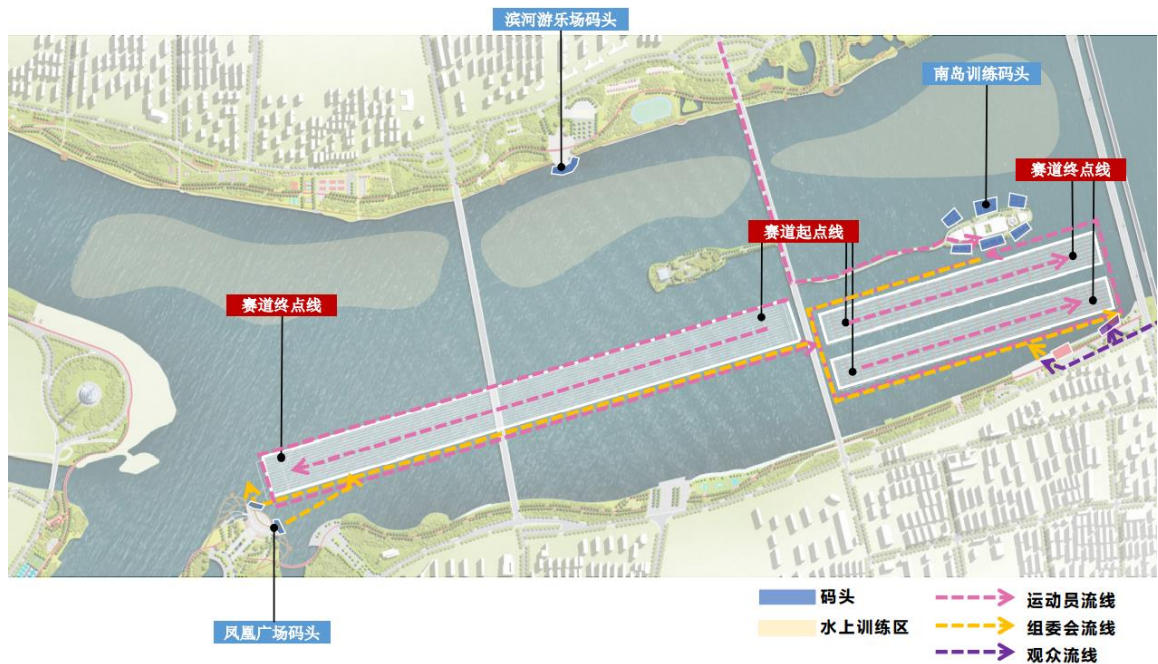 滨河游乐场码头
南岛训练码头
赛道终点线
赛道起点线
赛道终点线
凤凰广场码头
码头
水上训练区
运动员流线
组委会流线
观众流线